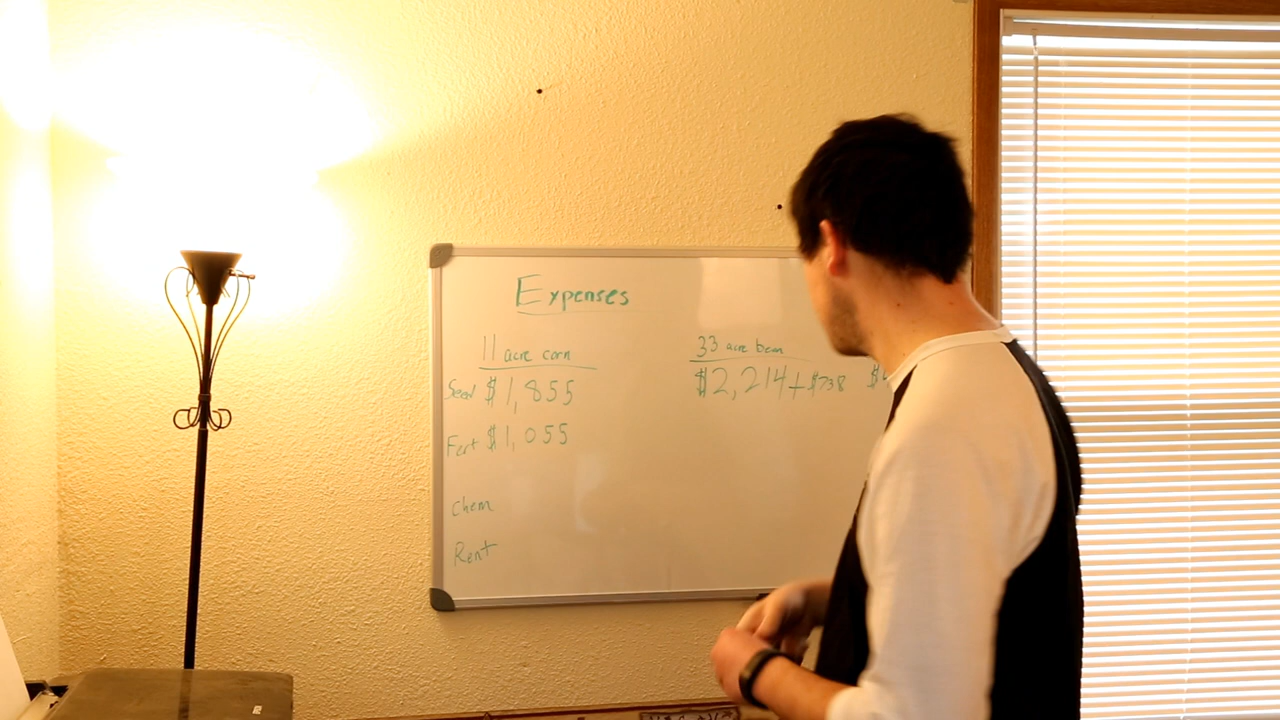 Expenses
11 acre corn
33 acre bean
Seed $1,855
$2,214+$738
Fert $1,055
Chem
Rent